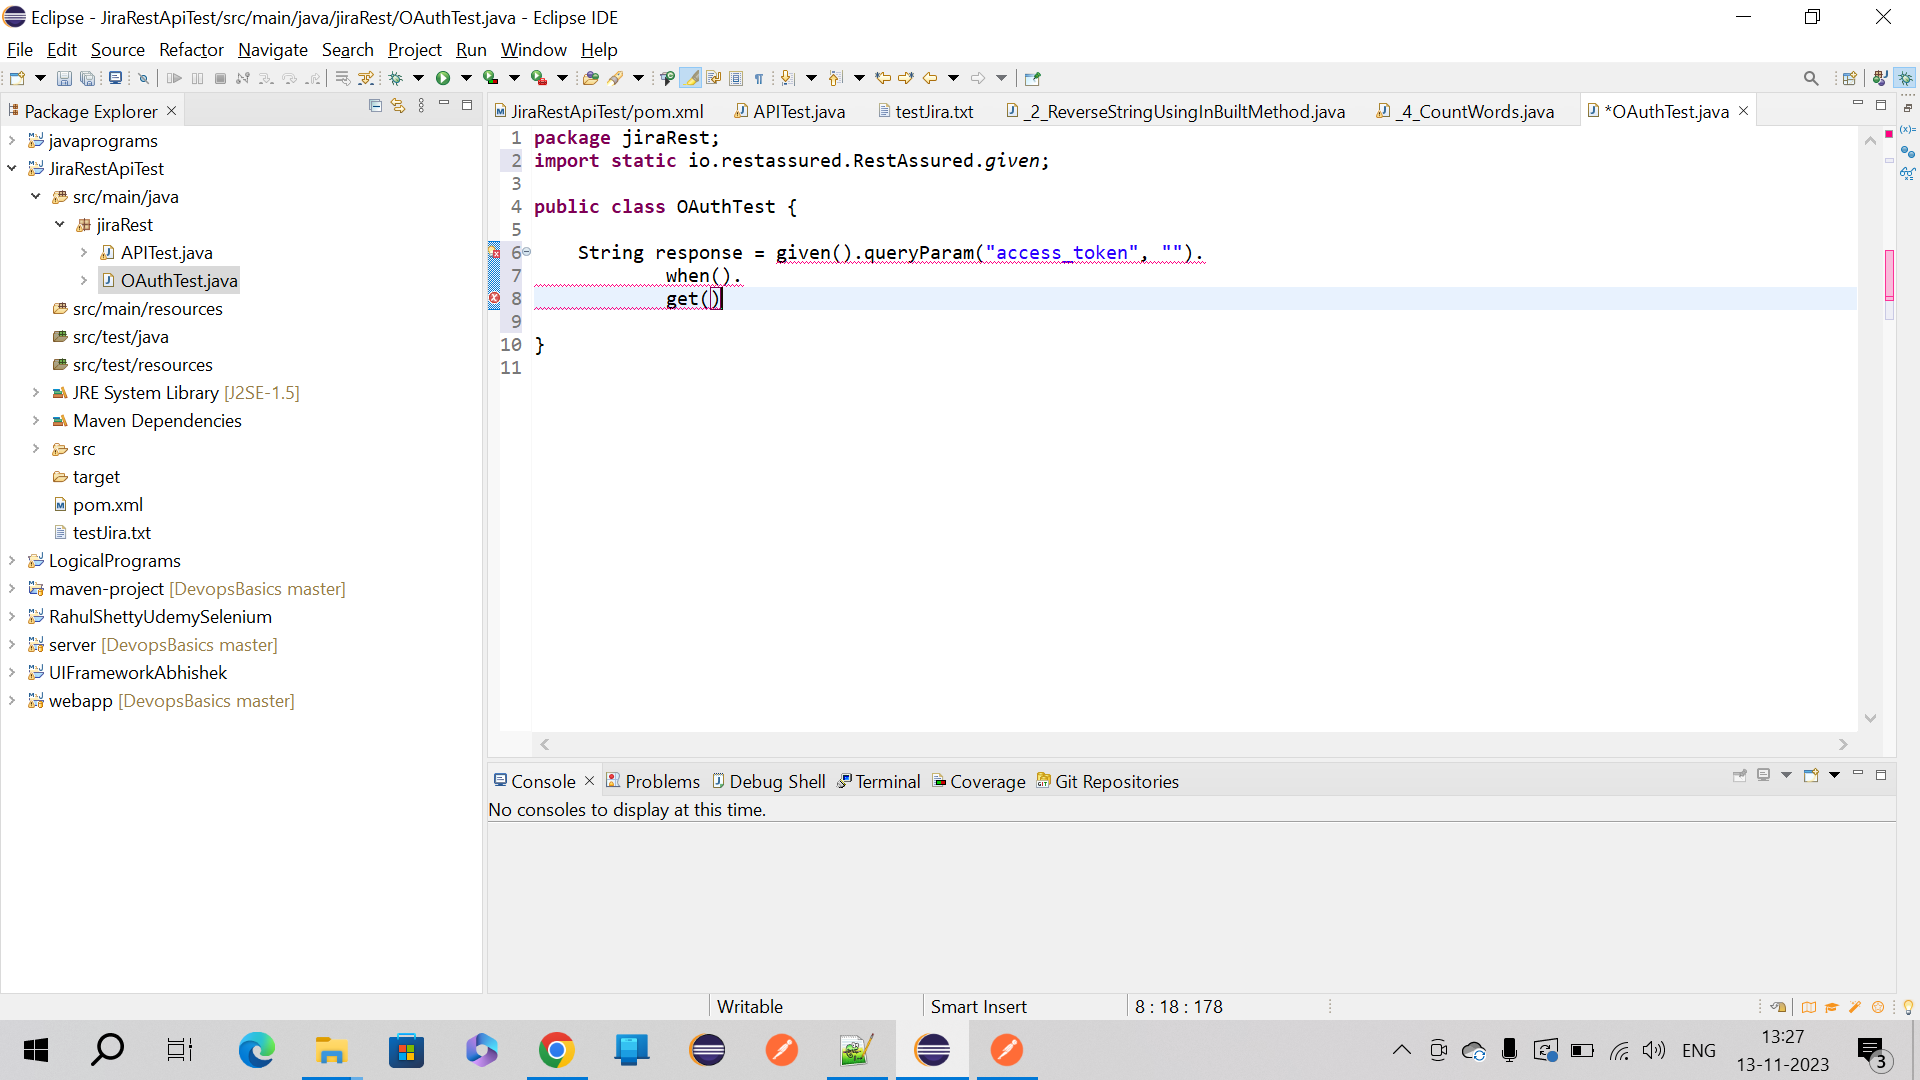 Eclipse - JiraRestApiTest/src/main/java/jiraRest/OAuthTest.java - Eclipse IDE
File Edit Source Refactor Navigate Search Project Run Window Help
Package Explorer
javaprograms
JiraRestApiTest
src/main/java
jiraRest
APITest.java
OAuthTest.java
src/main/resources
src/test/java
src/test/resources
JRE System Library [J2SE-1.5]
Maven Dependencies
src
target
pom.xml
testJira.txt
LogicalPrograms
maven-project [DevopsBasics master]
RahulShettyUdemySelenium
server [DevopsBasics master]
UIFrameworkAbhishek
webapp [DevopsBasics master]
JiraRestApiTest/pom.xml APITest.java testJira.txt _2_ReverseStringUsingInBuiltMethod.java _4_CountWords.java *OAuthTest.java
1 package jiraRest;
2 import static io.restassured.RestAssured.given;
3
4 public class OAuthTest {
5
6 String response = given().queryParam("access_token", "").
7 when().
8 get()
9
10 }
11
Console Problems Debug Shell Terminal Coverage Git Repositories
No consoles to display at this time.
Writable Smart Insert 8 : 18 : 178
ENG
13:27
13-11-2023
3